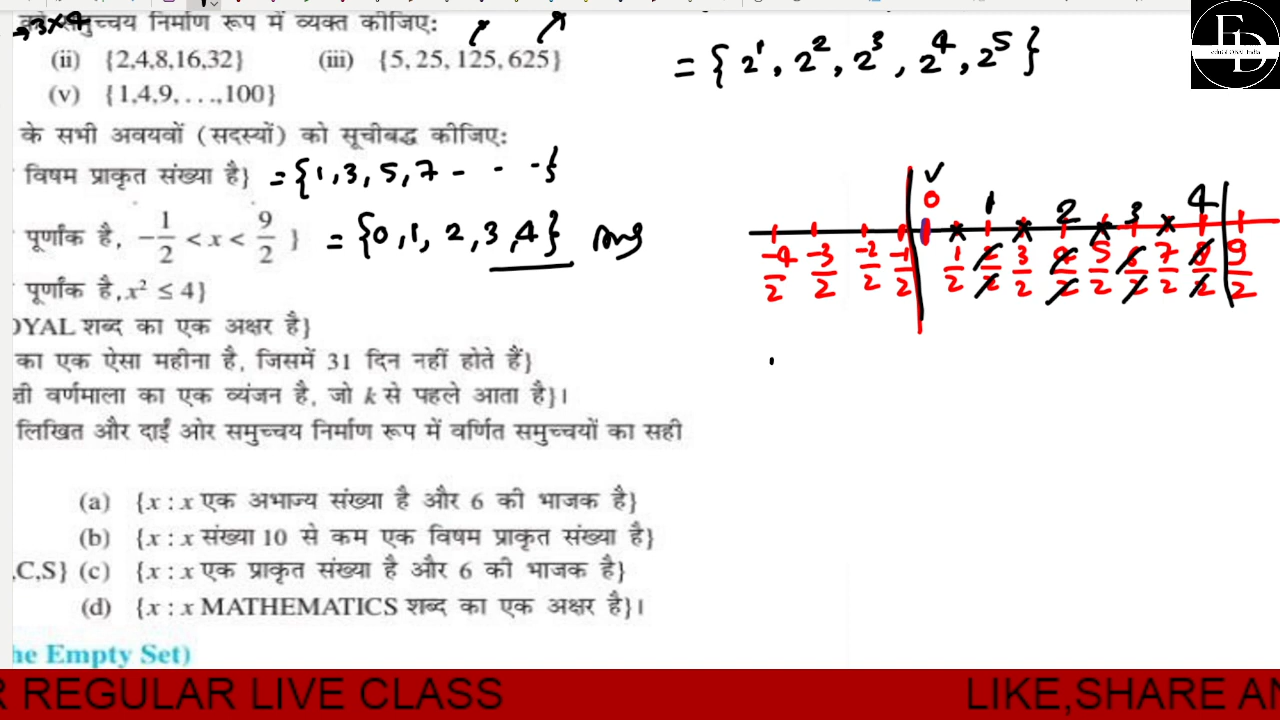 को समुच्चय निर्माण रूप में व्यक्त कीजिए:
3×4
(ii) {2,4,8,16,32} (iii) {5, 25, 125, 625}
= {2¹, 2², 2³, 2⁴, 2⁵}
(v) {1,4,9, . . ., 100}
के सभी अवयवों (सदस्यों) को सूचीबद्ध कीजिए:
विषम प्राकृत संख्या है} = {1, 3, 5, 7 - - -}
पूर्णांक है, -1/2 < x < 9/2 } = {0, 1, 2, 3, 4} Ans
0 1 2 3 4
-4/2 -3/2 -2/2 -1/2 1/2 2/2 3/2 4/2 5/2 6/2 7/2 8/2 9/2
पूर्णांक है, x² ≤ 4}
OYAL शब्द का एक अक्षर है}
का एक ऐसा महीना है, जिसमें 31 दिन नहीं होते हैं}
वर्णमाला का एक व्यंजन है, जो k से पहले आता है}।
लिखित और दाईं ओर समुच्चय निर्माण रूप में वर्णित समुच्चयों का सही
(a) {x : x एक अभाज्य संख्या है और 6 की भाजक है}
(b) {x : x संख्या 10 से कम एक विषम प्राकृत संख्या है}
,C,S} (c) {x : x एक प्राकृत संख्या है और 6 की भाजक है}
(d) {x : x MATHEMATICS शब्द का एक अक्षर है}।
he Empty Set)
R REGULAR LIVE CLASS LIKE,SHARE AN